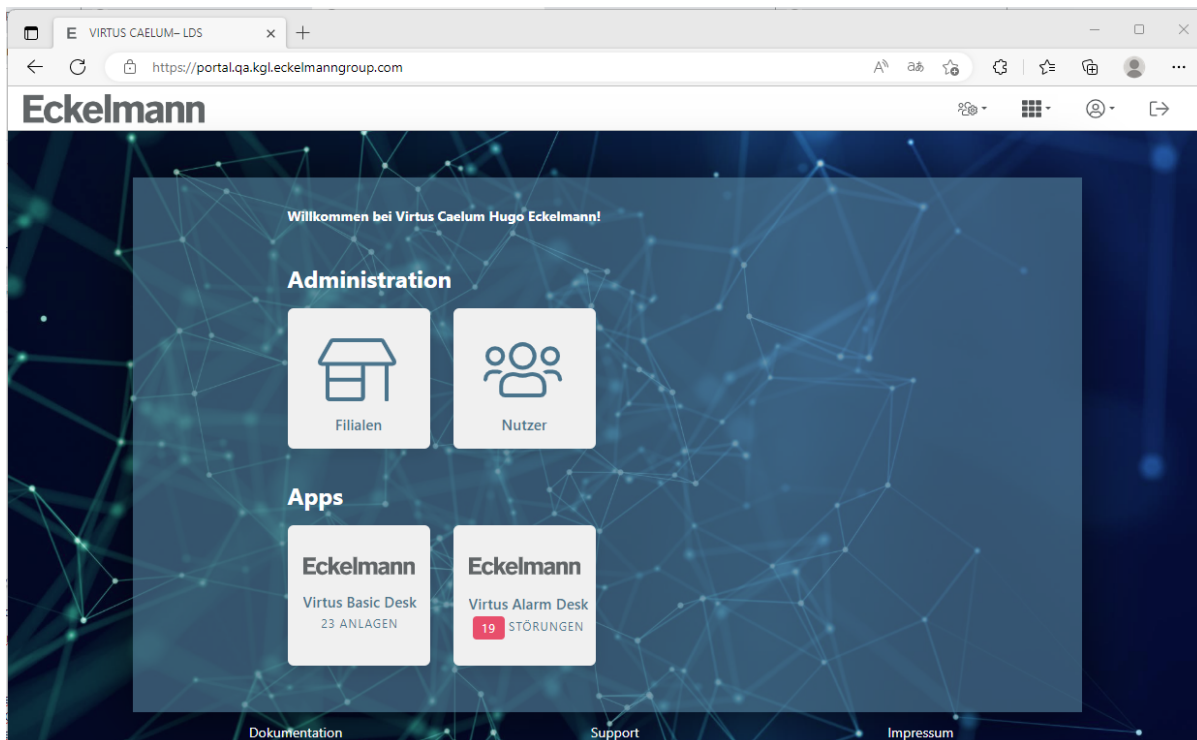 E VIRTUS CAELUM– LDS
https://portal.qa.kgl.eckelmanngroup.com
Eckelmann
Willkommen bei Virtus Caelum Hugo Eckelmann!
Administration
Filialen
Nutzer
Apps
Eckelmann
Virtus Basic Desk
23 ANLAGEN
Eckelmann
Virtus Alarm Desk
19 STÖRUNGEN
Dokumentation
Support
Impressum